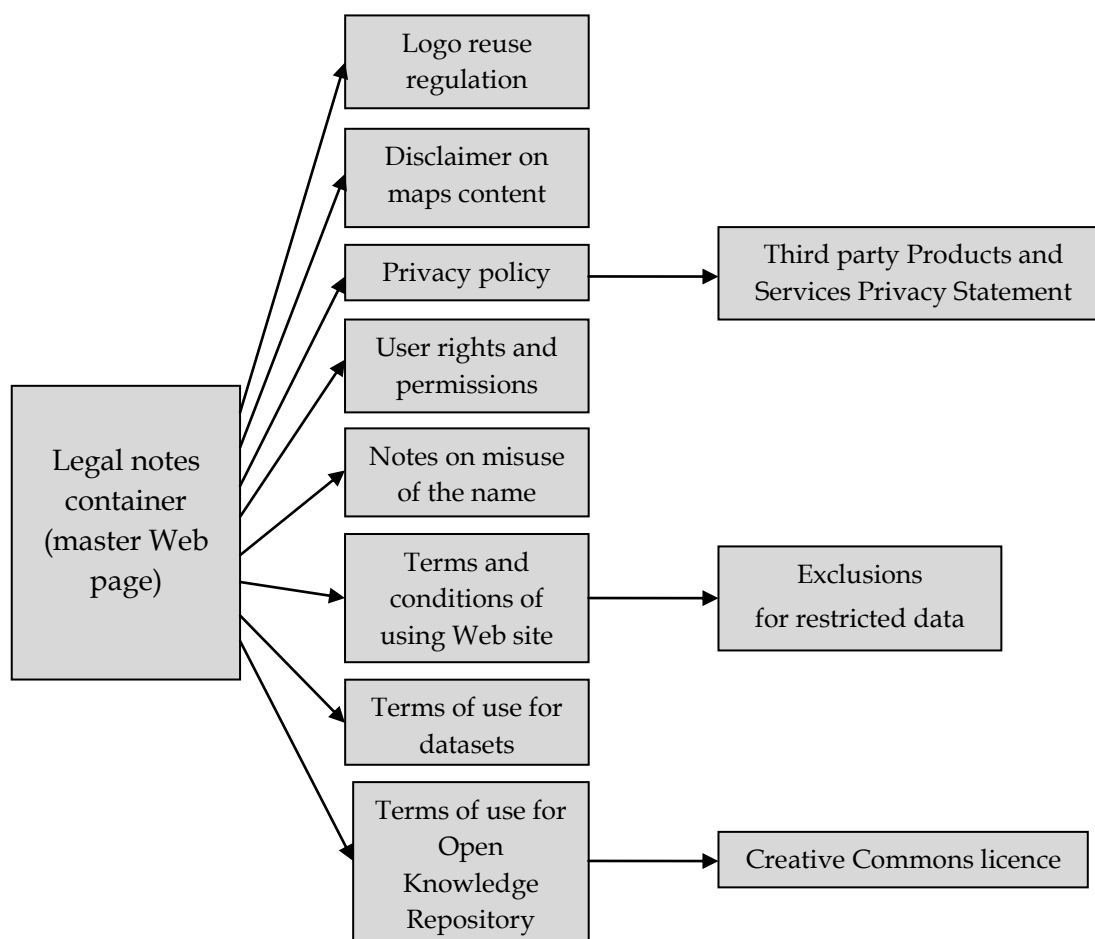 Logo reuse
regulation
Disclaimer on
maps content
Privacy policy
Third party Products and
Services Privacy Statement
User rights and
permissions
Legal notes
container
(master Web
page)
Notes on misuse
of the name
Terms and
conditions of
using Web site
Exclusions
for restricted data
Terms of use for
datasets
Terms of use for
Open
Knowledge
Repository
Creative Commons licence